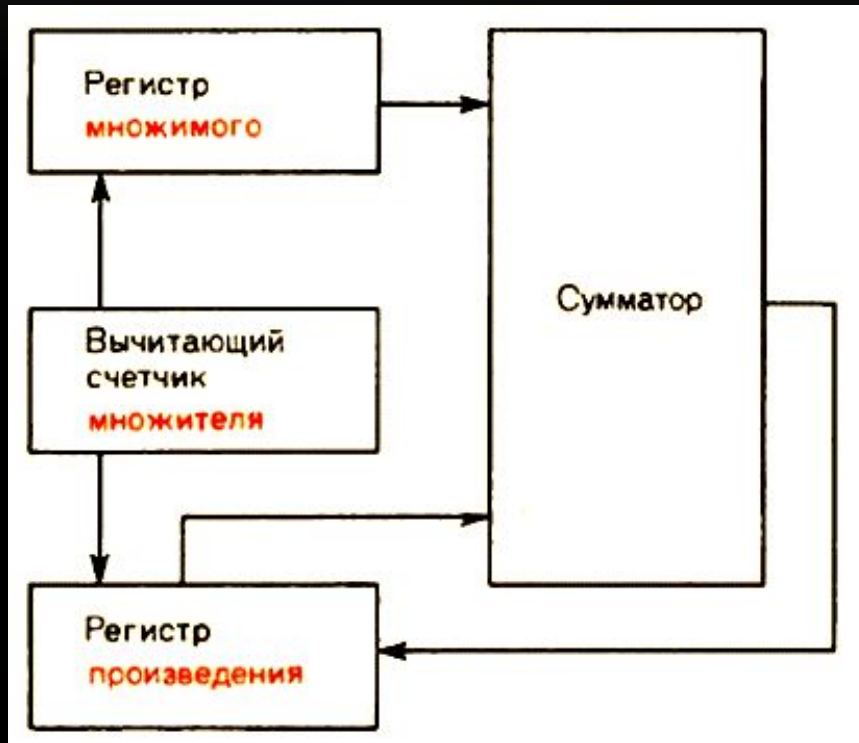 Регистр
множимого
Вычитающий
счетчик
множителя
Регистр
произведения
Сумматор